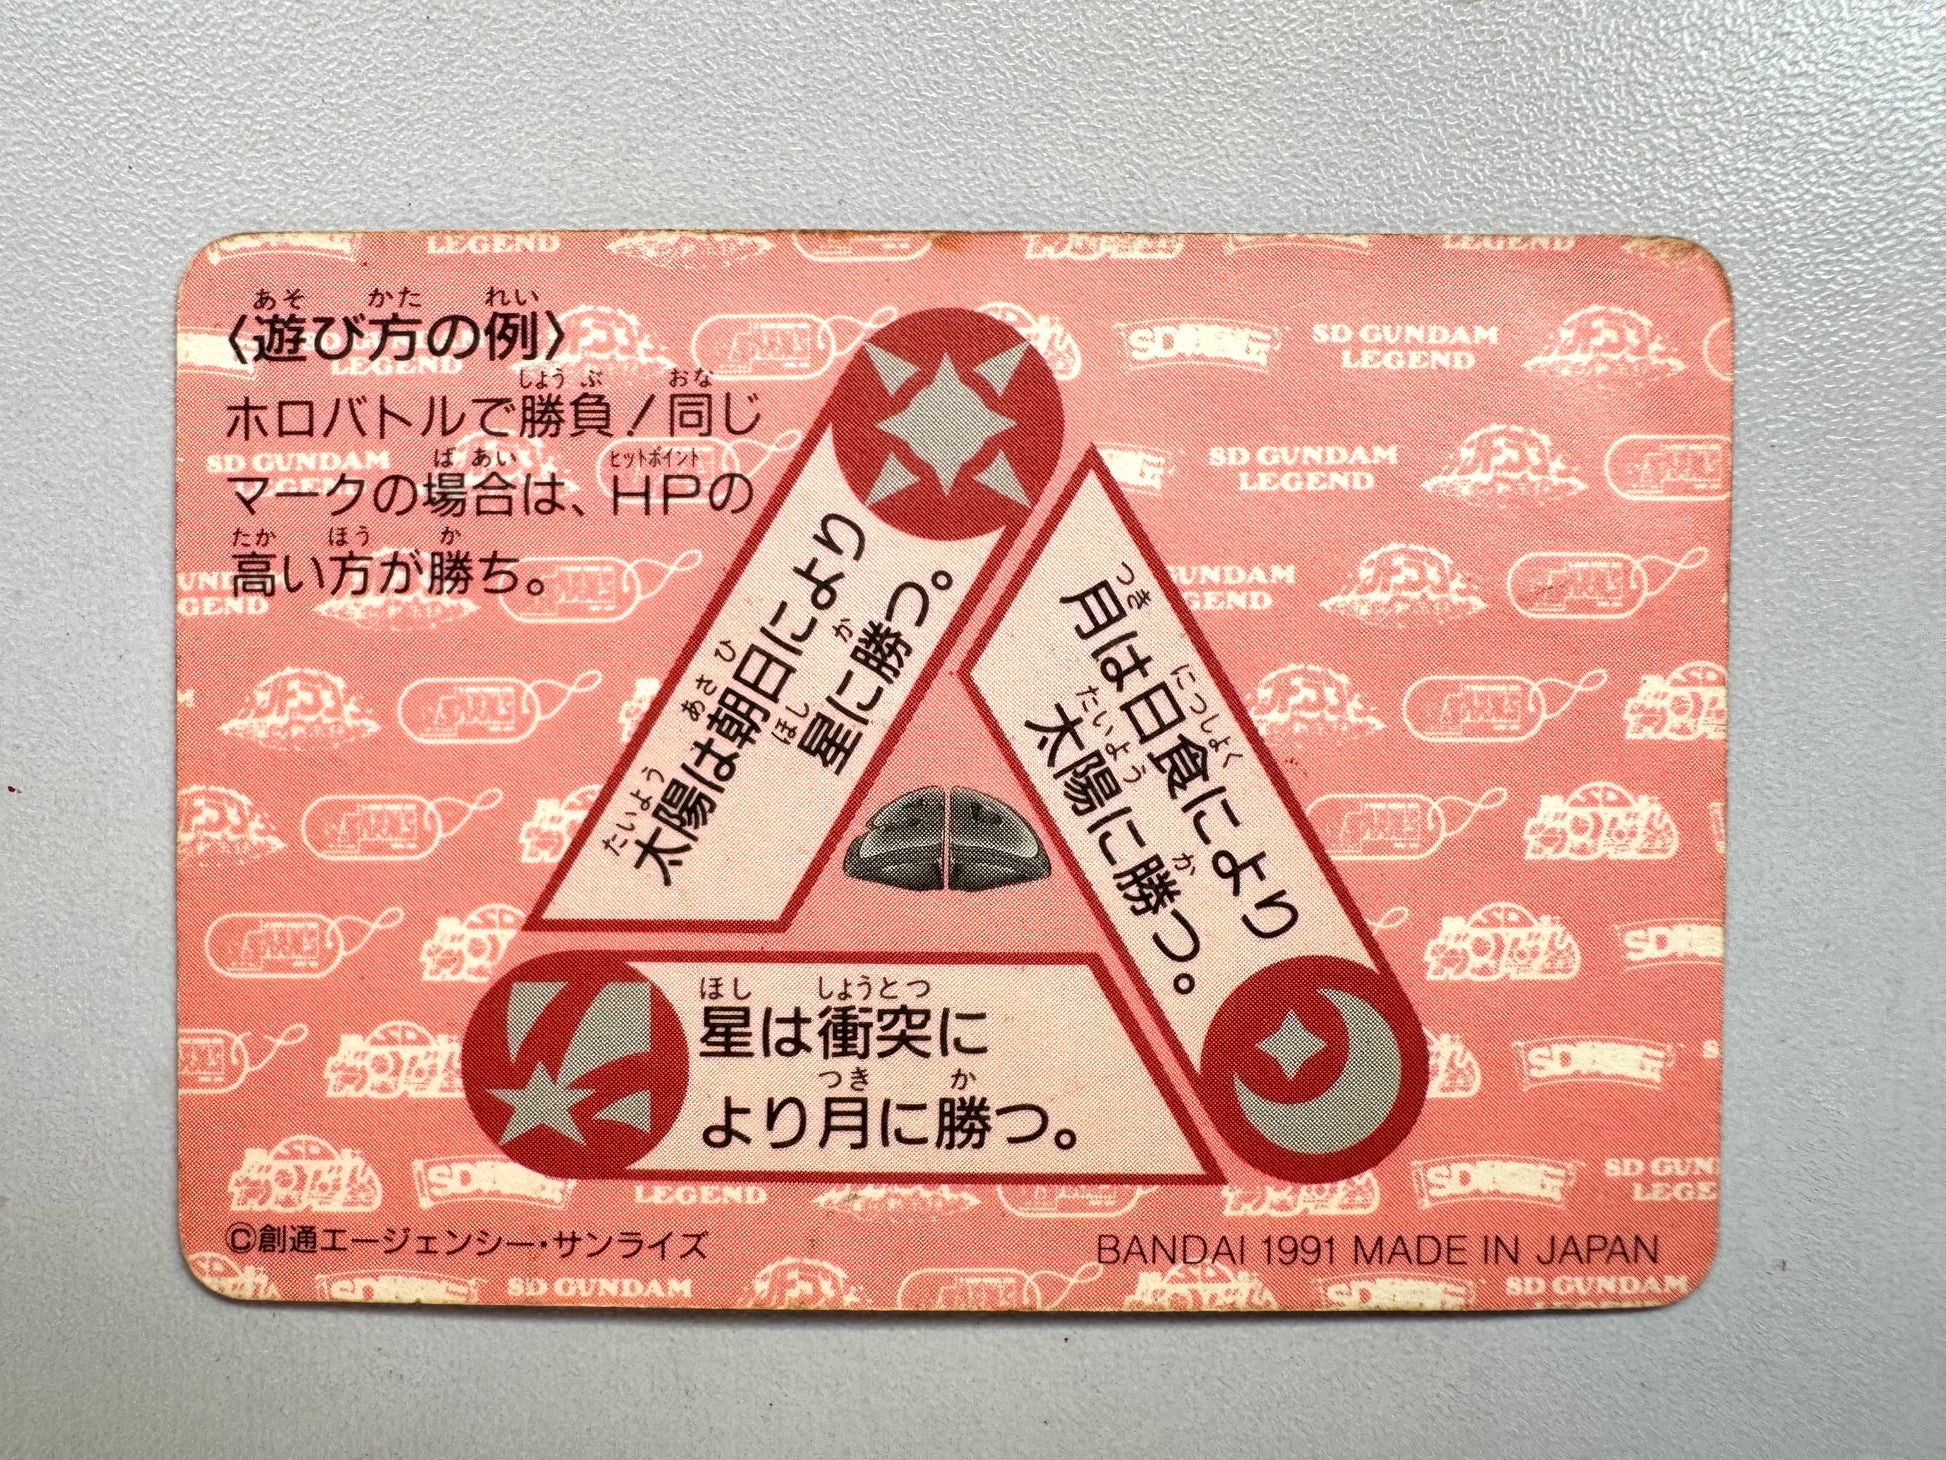 〈遊び方の例〉
ホロバトルで勝負！同じ
マークの場合は、HPの
高い方が勝ち。
太陽は朝日により
星に勝つ。
月は日食により
太陽に勝つ。
星は衝突に
より月に勝つ。
©創通エージェンシー・サンライズ
BANDAI 1991 MADE IN JAPAN
SD GUNDAM
LEGEND